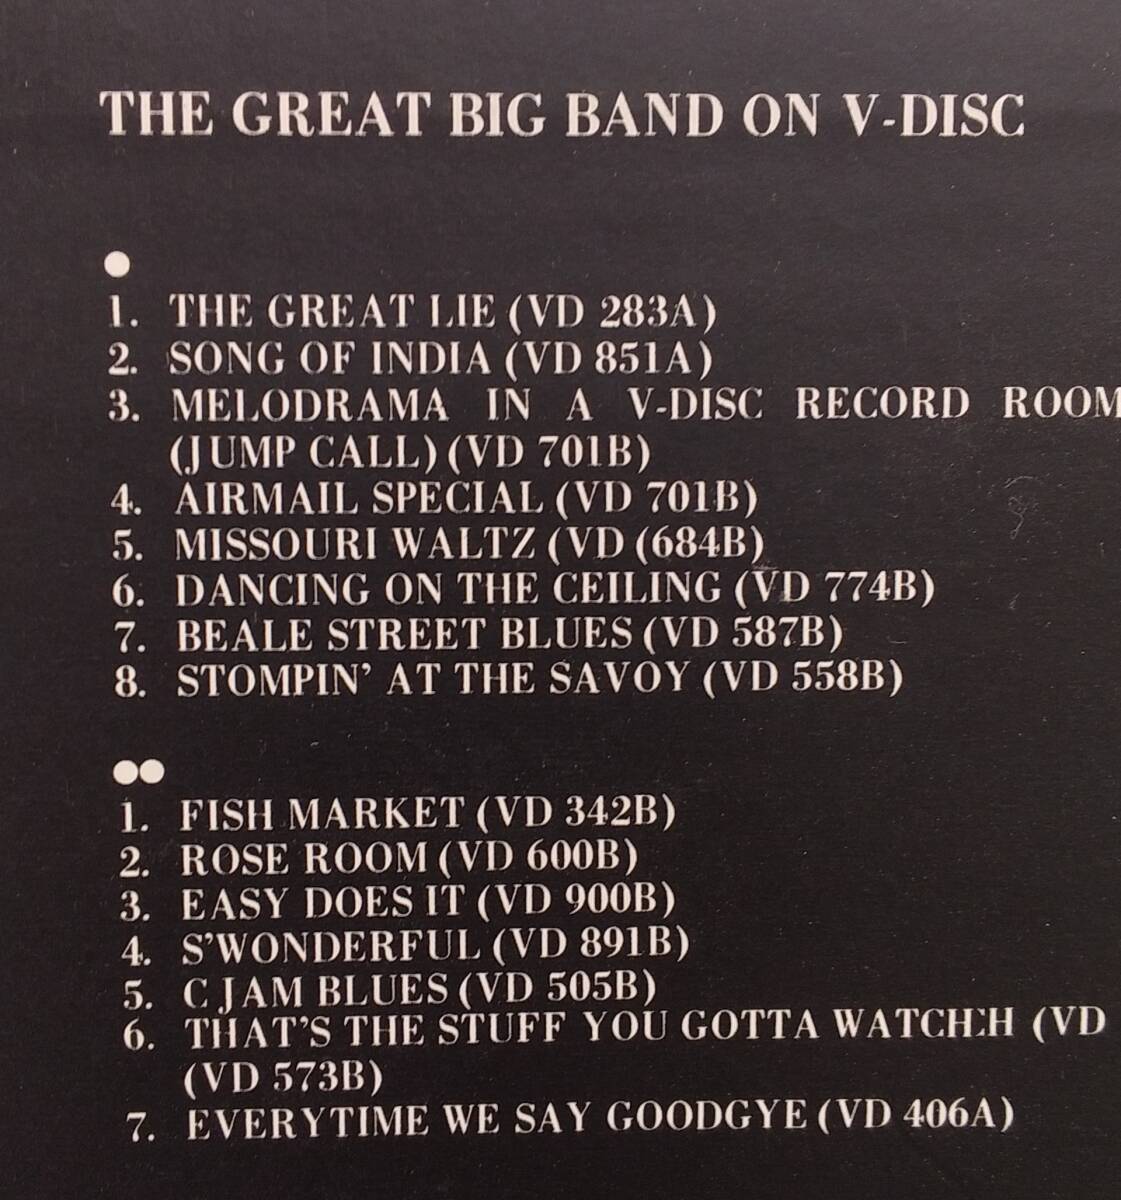 THE GREAT BIG BAND ON V-DISC
1. THE GREAT LIE (VD 283A)
2. SONG OF INDIA (VD 851A)
3. MELODRAMA IN A V-DISC RECORD ROOM
(JUMP CALL) (VD 701B)
4. AIRMAIL SPECIAL (VD 701B)
5. MISSOURI WALTZ (VD (684B)
6. DANCING ON THE CEILING (VD 774B)
7. BEALE STREET BLUES (VD 587B)
8. STOMPIN' AT THE SAVOY (VD 558B)
1. FISH MARKET (VD 342B)
2. ROSE ROOM (VD 600B)
3. EASY DOES IT (VD 900B)
4. S'WONDERFUL (VD 891B)
5. C JAM BLUES (VD 505B)
6. THAT'S THE STUFF YOU GOTTA WATCHH (VD
(VD 573B)
7. EVERYTIME WE SAY GOODGYE (VD 406A)